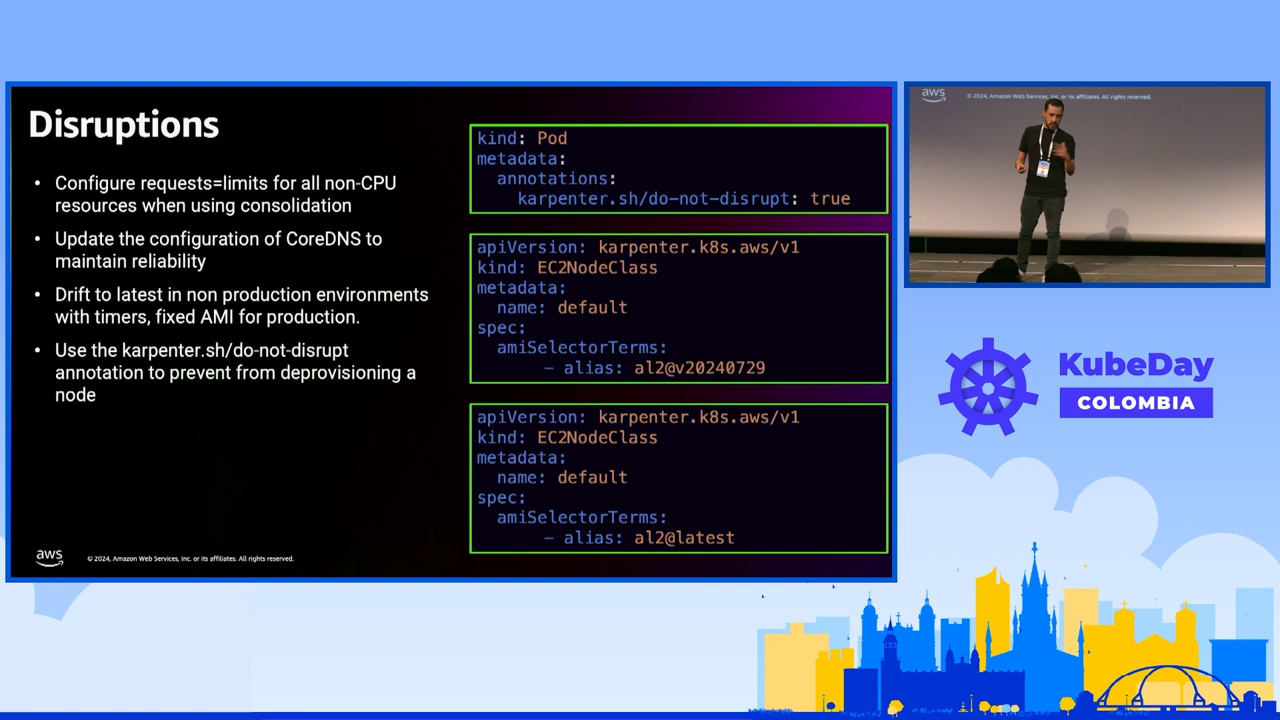 Disruptions
• Configure requests=limits for all non-CPU
resources when using consolidation
• Update the configuration of CoreDNS to
maintain reliability
• Drift to latest in non production environments
with timers, fixed AMI for production.
• Use the karpenter.sh/do-not-disrupt
annotation to prevent from deprovisioning a
node
aws
© 2024, Amazon Web Services, Inc. or its affiliates. All rights reserved.
kind: Pod
metadata:
  annotations:
    karpenter.sh/do-not-disrupt: true
apiVersion: karpenter.k8s.aws/v1
kind: EC2NodeClass
metadata:
  name: default
spec:
  amiSelectorTerms:
    – alias: al2@v20240729
apiVersion: karpenter.k8s.aws/v1
kind: EC2NodeClass
metadata:
  name: default
spec:
  amiSelectorTerms:
    – alias: al2@latest
aws
© 2024, Amazon Web Services, Inc. or its affiliates. All rights reserved.
KubeDay
COLOMBIA